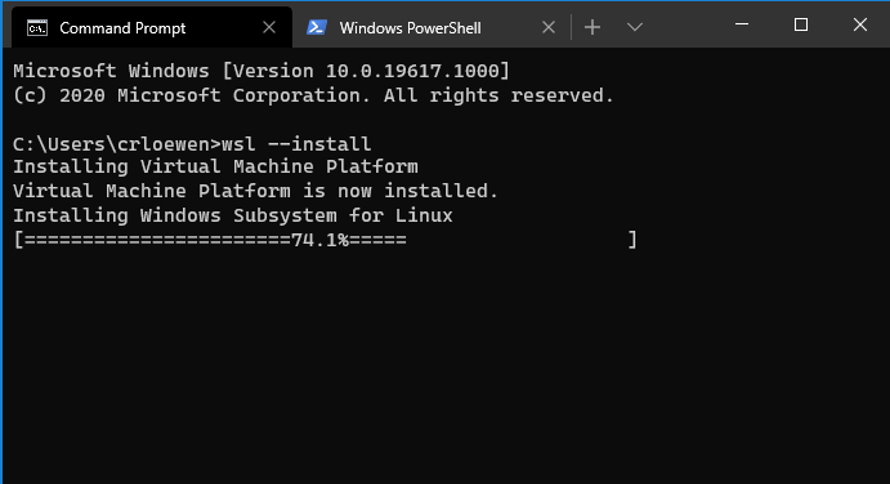 Command Prompt
Windows PowerShell
Microsoft Windows [Version 10.0.19617.1000]
(c) 2020 Microsoft Corporation. All rights reserved.
C:\Users\crloewen>wsl --install
Installing Virtual Machine Platform
Virtual Machine Platform is now installed.
Installing Windows Subsystem for Linux
[=======================74.1%=====                   ]